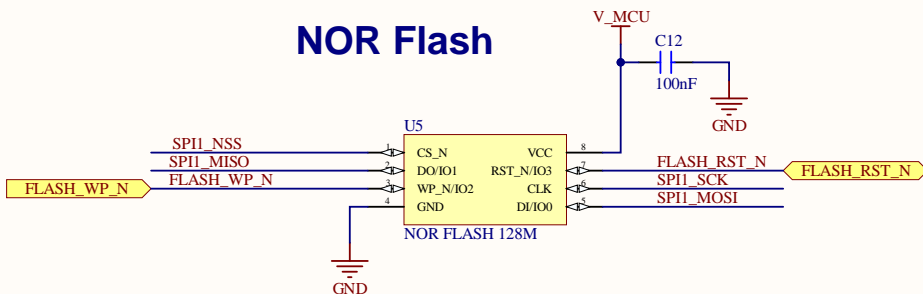 NOR Flash
V_MCU
C12
100nF
GND
U5
SPI1_NSS 1 CS_N VCC 8
SPI1_MISO 2 DO/IO1 RST_N/IO3 7 FLASH_RST_N FLASH_RST_N
FLASH_WP_N FLASH_WP_N 3 WP_N/IO2 CLK 6 SPI1_SCK
4 GND DI/IO0 5 SPI1_MOSI
NOR FLASH 128M
GND